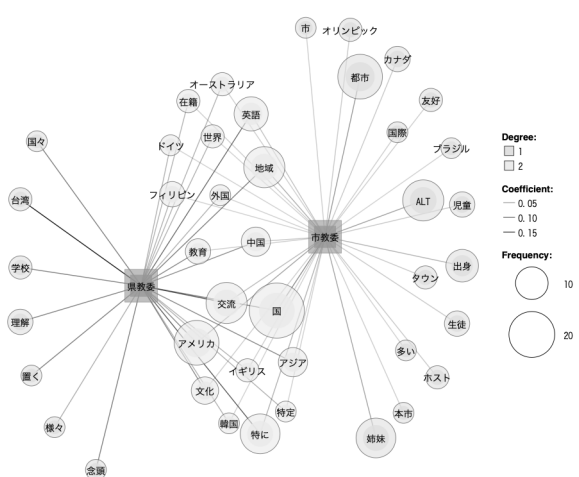 市
オリンピック
都市
カナダ
オーストラリア
在籍
英語
友好
国際
ブラジル
国々
世界
ドイツ
地域
フィリピン
外国
ALT
児童
台湾
教育
中国
市教委
学校
県教委
タウン
出身
交流
国
理解
生徒
アメリカ
多い
イギリス
アジア
ホスト
置く
文化
特定
本市
様々
韓国
特に
姉妹
念頭
Degree:
1
2
Coefficient:
0.05
0.10
0.15
Frequency:
10
20